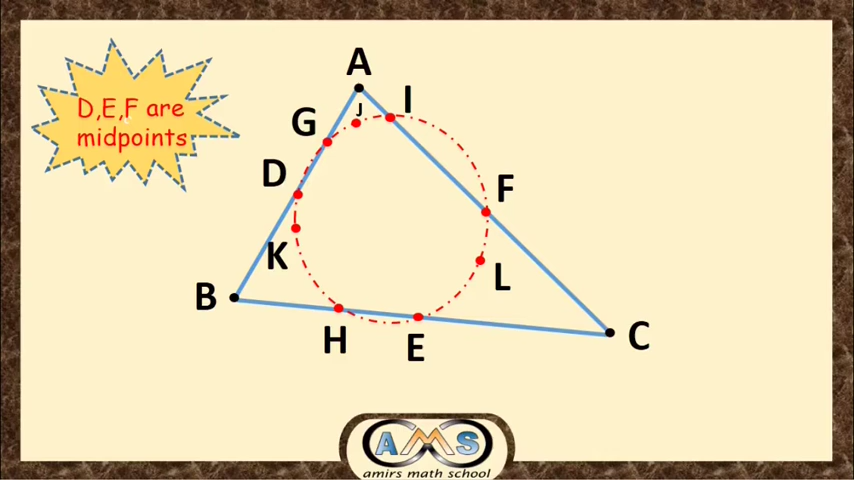 D,E,F are
midpoints
A
I
J
G
D
F
K
L
B
H
E
C
AMS
amirs math school